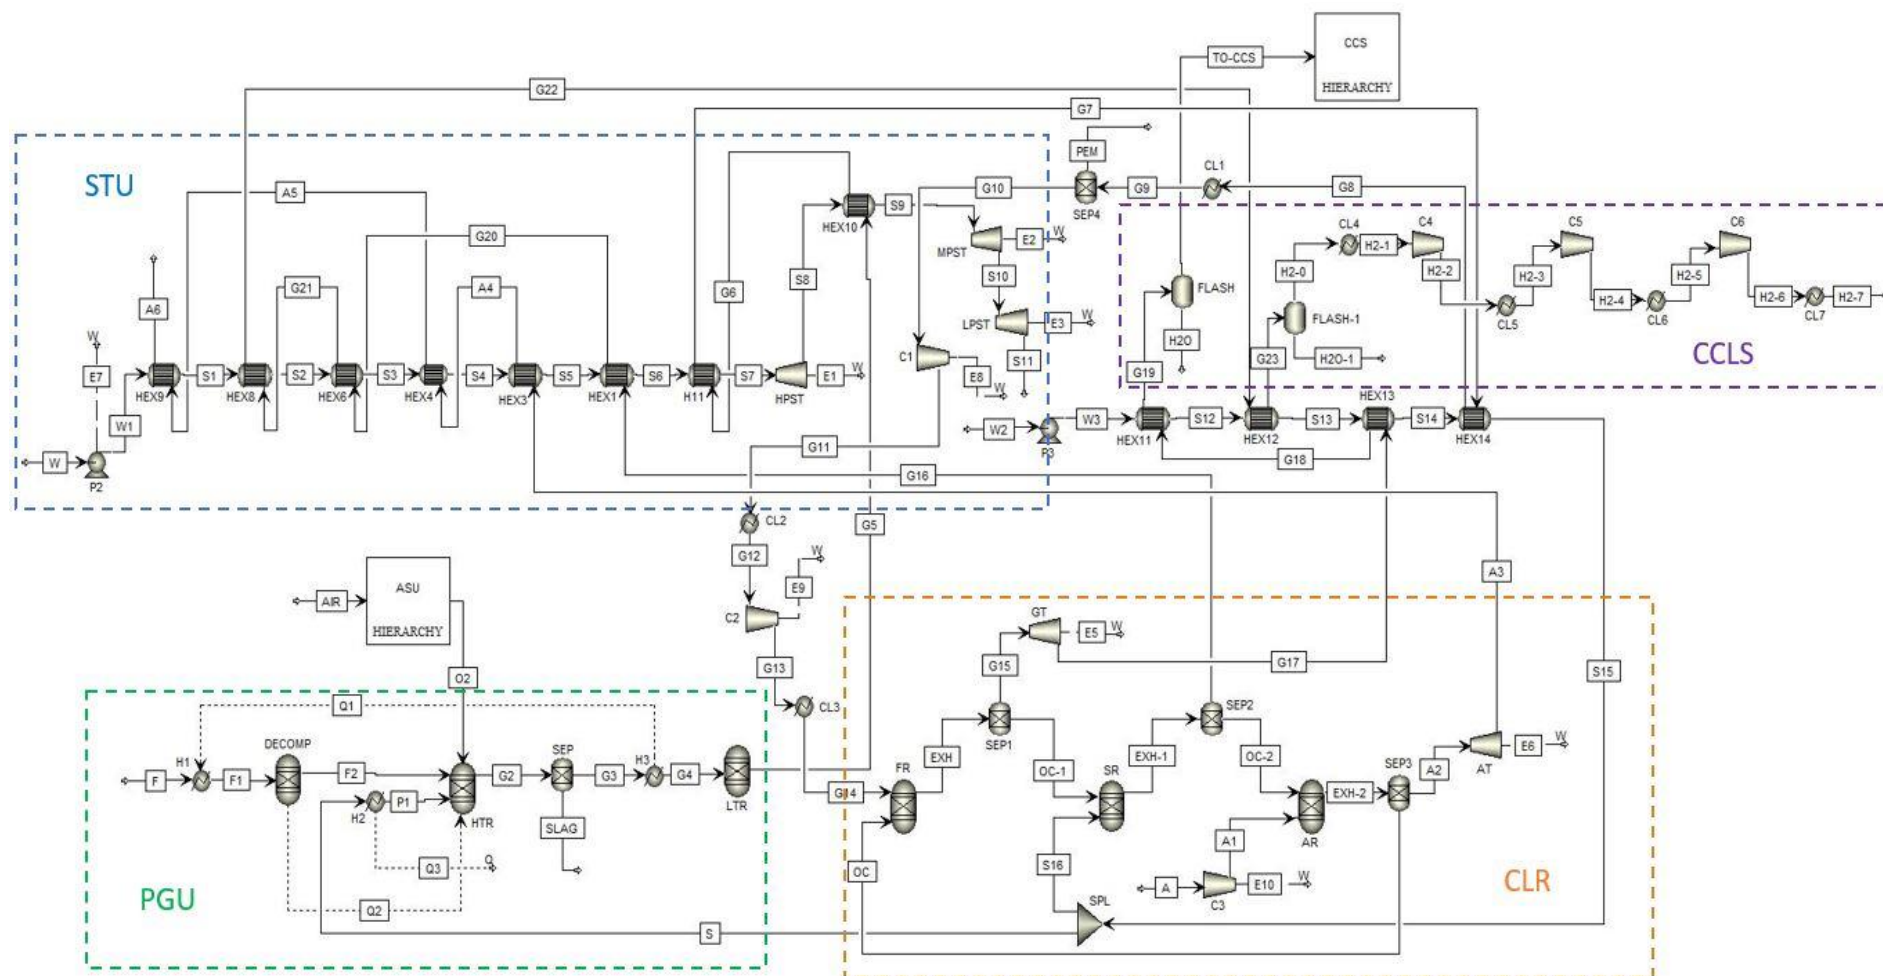 CCS
HIERARCHY
TO-CCS
G22
G7
STU
PEM
CL1
A5
G10
G9
G8
SEP4
S9
HEX10
G20
MPST
E2
W
CL4
C4
C5
C6
H2-1
H2-0
H2-2
H2-3
H2-5
G21
A4
G6
S8
S10
FLASH
H2-4
H2-6
H2-7
A6
LPST
E3
W
FLASH-1
CL5
CL6
CL7
W
C1
S11
H2O
G23
H2O-1
CCLS
E7
G19
S1
S2
S3
S4
S5
S6
S7
E1
W
E8
W
HEX9
HEX8
HEX6
HEX4
HEX3
HEX1
H11
HPST
HEX13
W1
W2
W3
S12
S13
S14
P3
HEX11
HEX12
HEX14
G11
G18
W
P2
G16
CL2
G5
G12
W
E9
A3
AIR
ASU
HIERARCHY
C2
GT
E5
W
G13
G15
G17
O2
S15
Q1
CL3
SEP1
SEP2
DECOMP
SEP
H1
H3
EXH
EXH-1
OC-2
OC-1
E6
W
F
F1
F2
G2
G3
G4
FR
SR
SEP3
A2
AT
P1
H2
HTR
LTR
G14
EXH-2
SLAG
AR
A1
Q3
Q
OC
S16
A
E10
W
C3
CLR
PGU
Q2
SPL
S